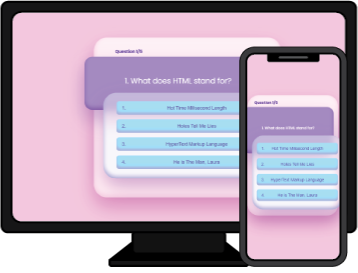 Question 1/5
1. What does HTML stand for?
1. Hot Time Millisecond Length
2. Holes Tell Me Lies
3. HyperText Markup Language
4. He Is The Man, Laura
Question 1/5
1. What does HTML stand for?
1. Hot Time Millisecond Length
2. Holes Tell Me Lies
3. HyperText Markup Language
4. He Is The Man, Laura